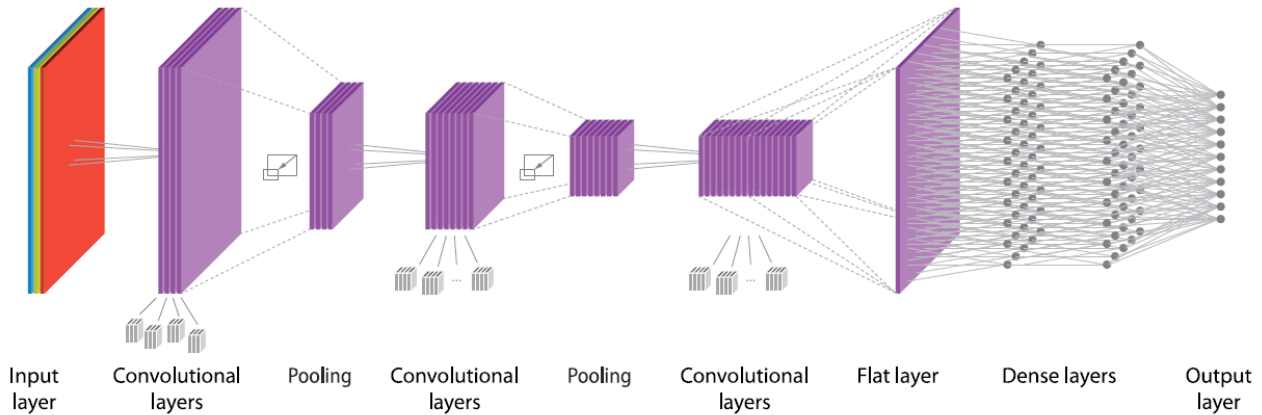 Input
layer
Convolutional
layers
Pooling
Convolutional
layers
Pooling
Convolutional
layers
Flat layer
Dense layers
Output
layer